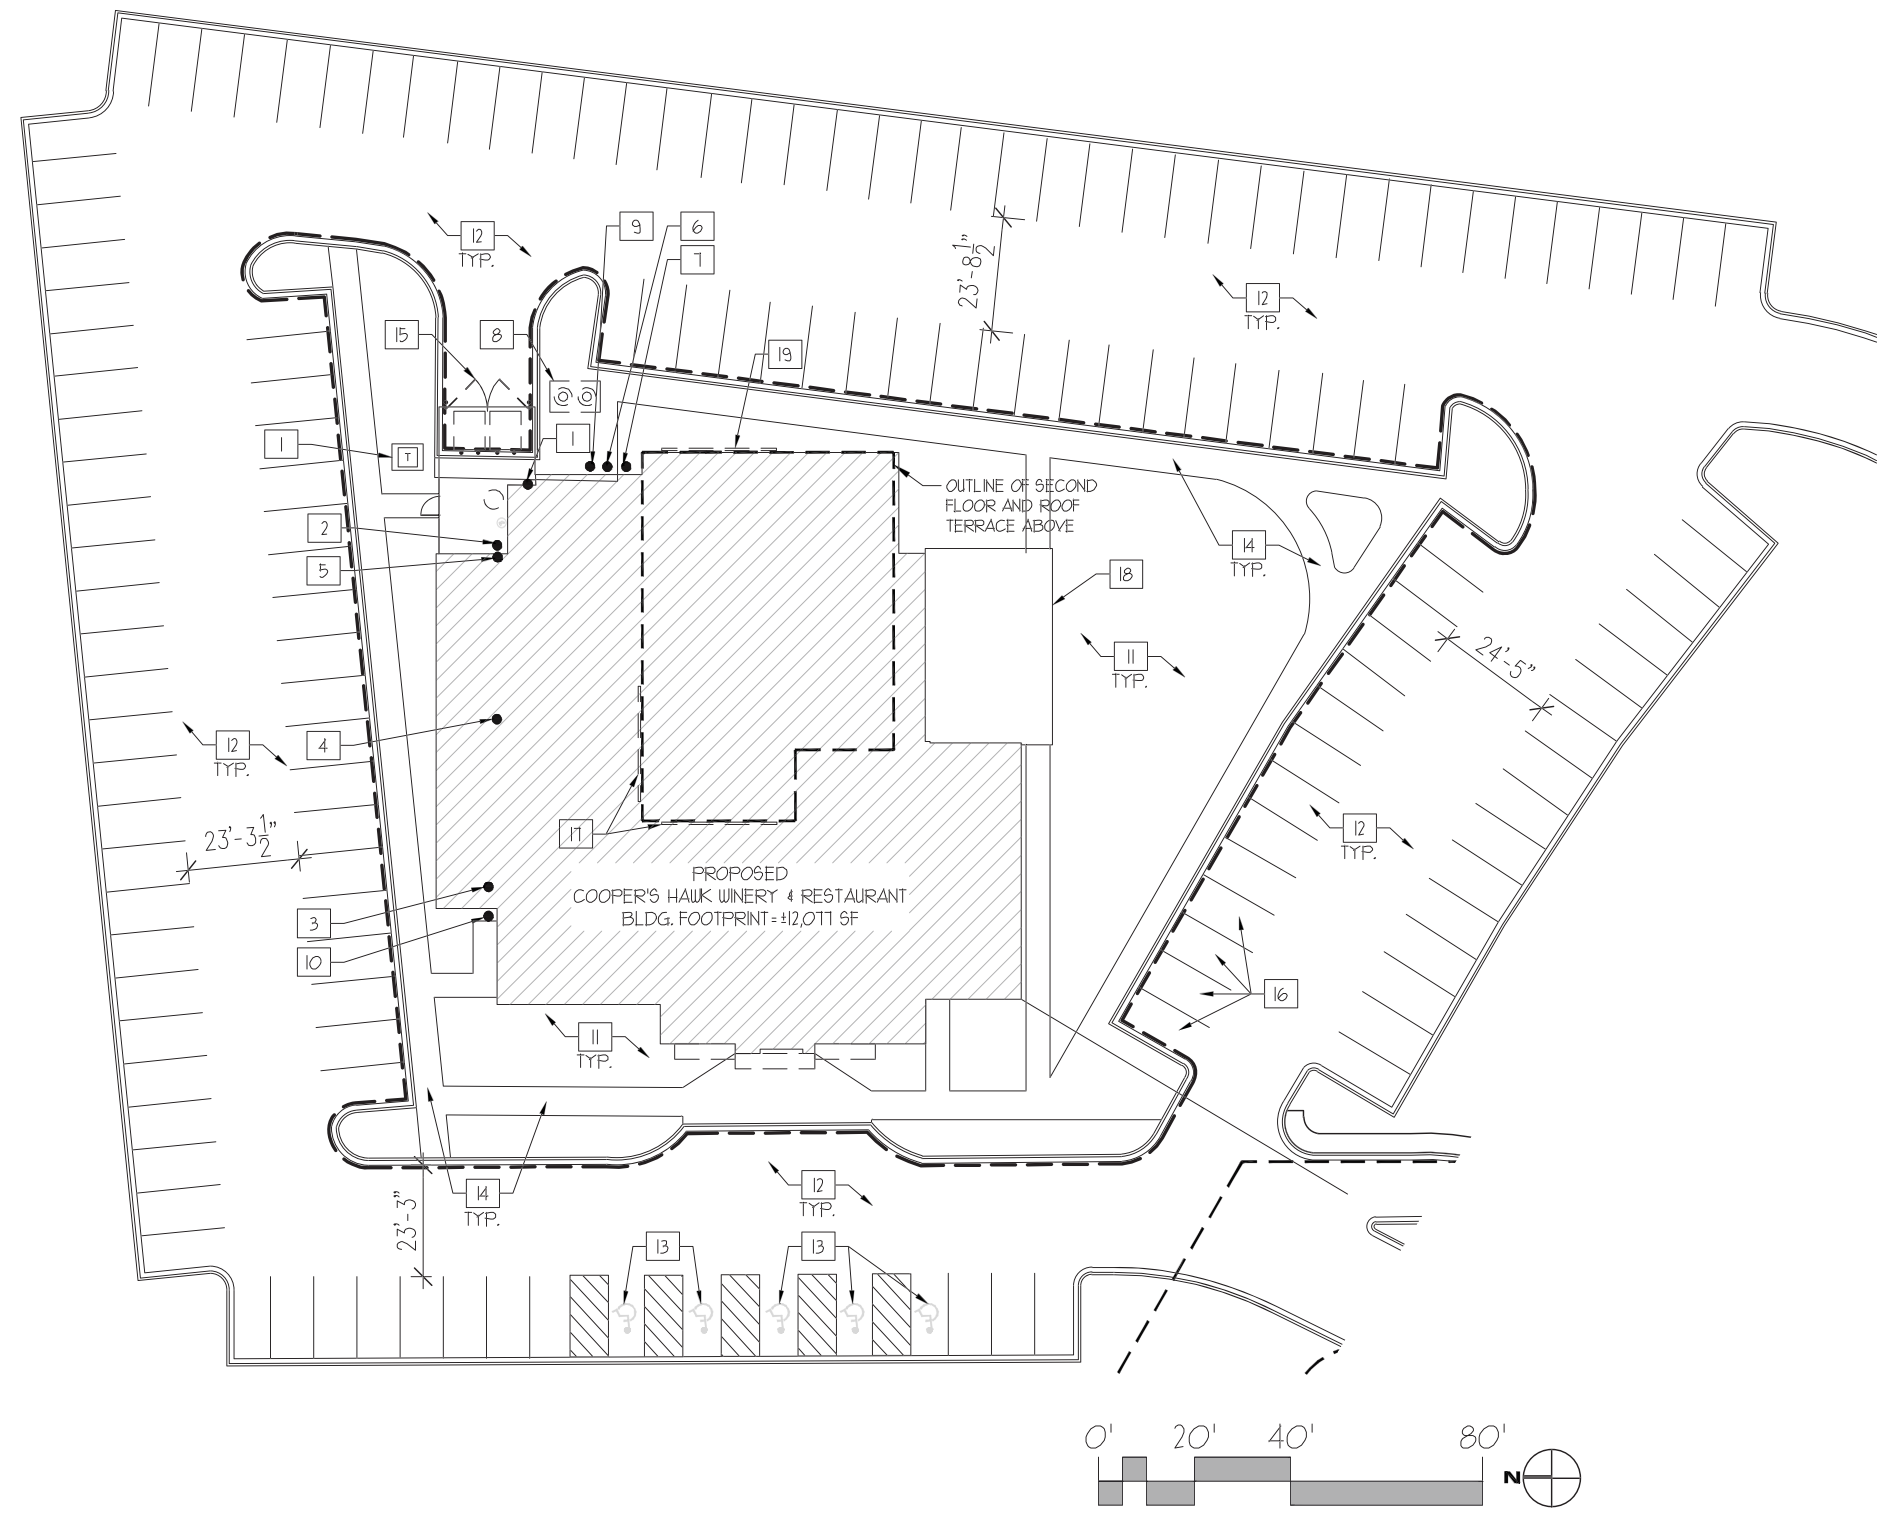 9
6
12
TYP.
7
23'-8 1/2"
12
TYP.
15
8
19
1
1
T
OUTLINE OF SECOND
FLOOR AND ROOF
TERRACE ABOVE
2
14
TYP.
5
18
24'-5"
11
TYP.
4
12
TYP.
17
12
TYP.
23'-3 1/2"
PROPOSED
COOPER'S HAWK WINERY & RESTAURANT
BLDG. FOOTPRINT = ±12,077 SF
3
10
16
11
TYP.
14
TYP.
12
TYP.
23'-3"
13
13
0' 20' 40' 80'
N